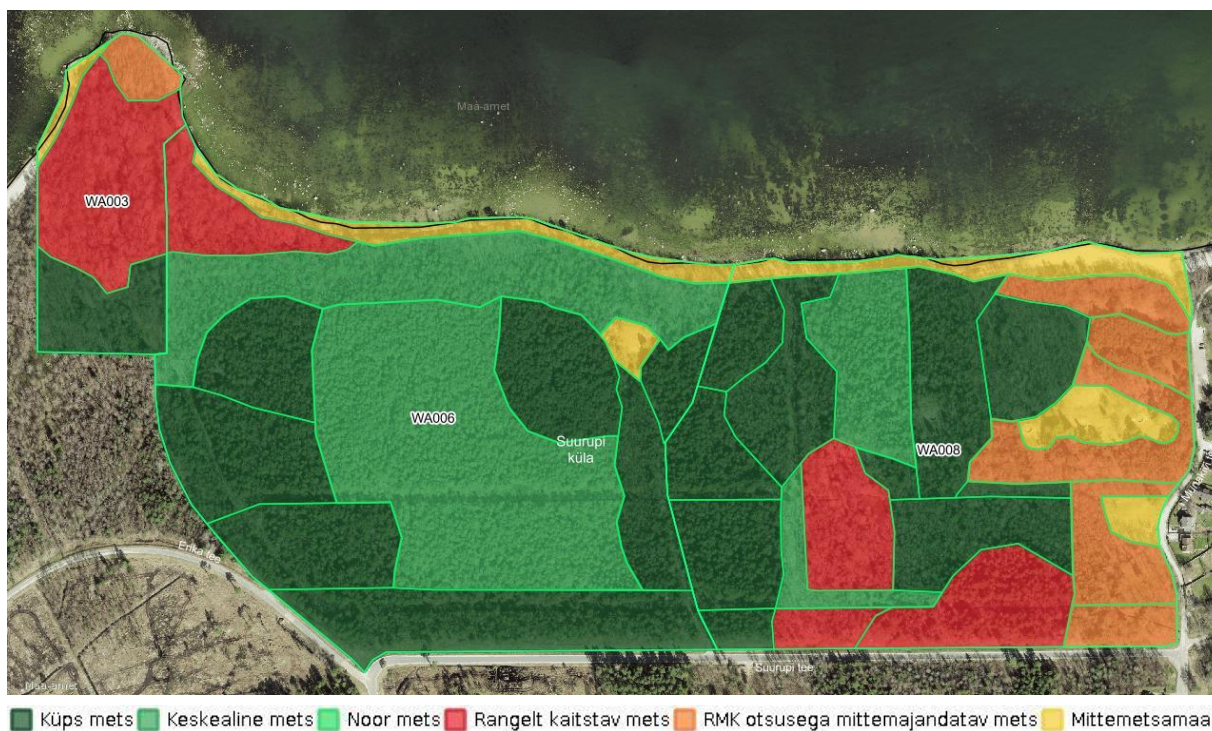 Maa-amet
WA003
WA006
Suurupi
küla
WA008
Erika tee
Suurupi tee
Maa-amet
Küps mets Keskealine mets Noor mets Rangelt kaitstav mets RMK otsusega mittemajandatav mets Mittemetsamaa